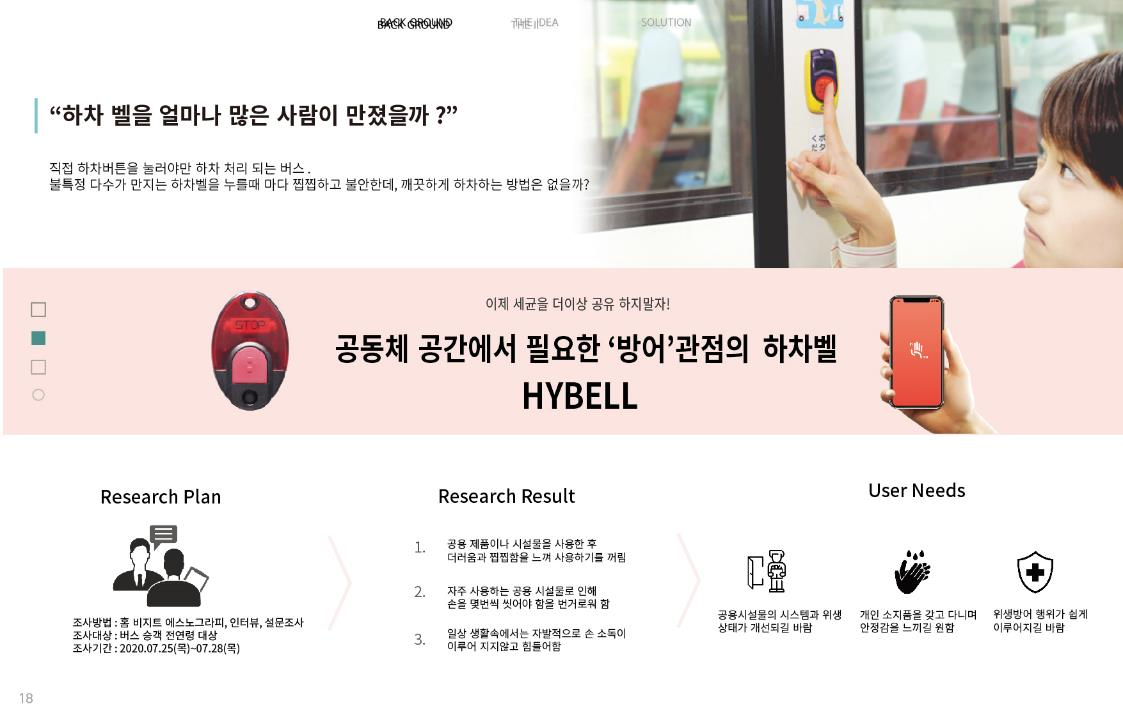 BACK GROUND
THE IDEA
SOLUTION
“하차 벨을 얼마나 많은 사람이 만졌을까 ?”
직접 하차버튼을 눌러야만 하차 처리 되는 버스 .
불특정 다수가 만지는 하차벨을 누를때 마다 찝찝하고 불안한데, 깨끗하게 하차하는 방법은 없을까?
STOP
이제 세균을 더이상 공유 하지말자!
공동체 공간에서 필요한 ‘방어’관점의 하차벨
HYBELL
Research Plan
조사방법 : 홈 비지트 에스노그라피, 인터뷰, 설문조사
조사대상 : 버스 승객 전연령 대상
조사기간 : 2020.07.25(목)~07.28(목)
Research Result
1. 공용 제품이나 시설물을 사용한 후
더러움과 찝찝함을 느껴 사용하기를 꺼림
2. 자주 사용하는 공용 시설물로 인해
손을 몇번씩 씻어야 함을 번거로워 함
3. 일상 생활속에서는 자발적으로 손 소독이
이루어 지지않고 힘들어함
User Needs
공용시설물의 시스템과 위생
상태가 개선되길 바람
개인 소지품을 갖고 다니며
안정감을 느끼길 원함
위생방어 행위가 쉽게
이루어지길 바람
18